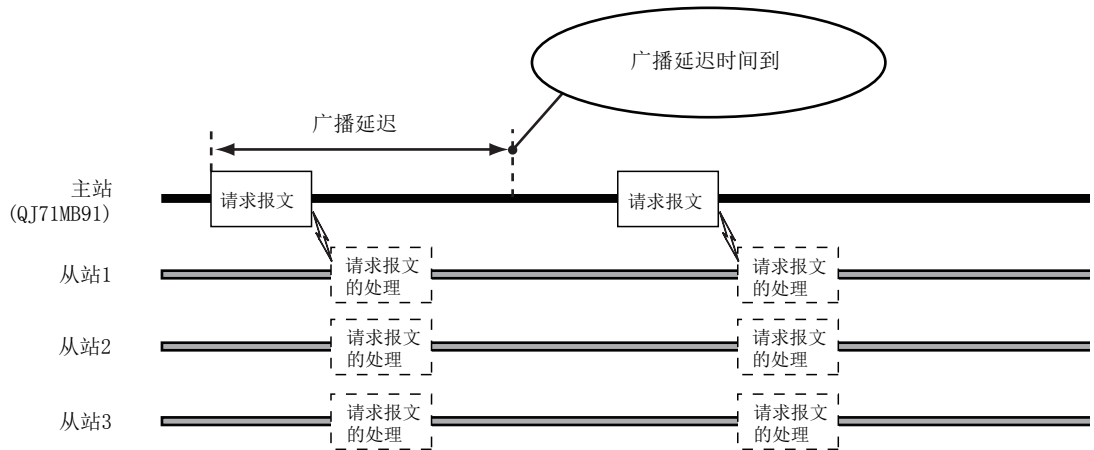 广播延迟时间到
广播延迟
主站
(QJ71MB91)
请求报文
请求报文
从站1
请求报文
的处理
请求报文
的处理
从站2
请求报文
的处理
请求报文
的处理
从站3
请求报文
的处理
请求报文
的处理